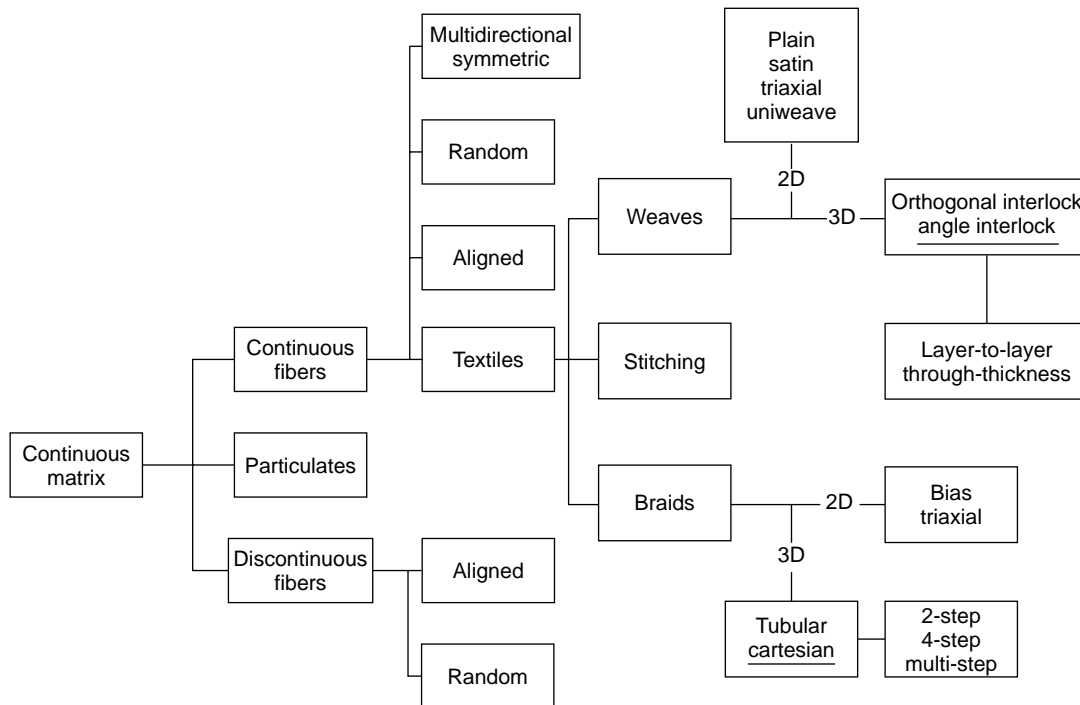 Multidirectional
symmetric
Random
Aligned
Textiles
Continuous
fibers
Continuous
matrix
Particulates
Discontinuous
fibers
Aligned
Random
Weaves
Stitching
Braids
Plain
satin
triaxial
uniweave
2D
3D
Orthogonal interlock
angle interlock
Layer-to-layer
through-thickness
2D
Bias
triaxial
3D
Tubular
cartesian
2-step
4-step
multi-step